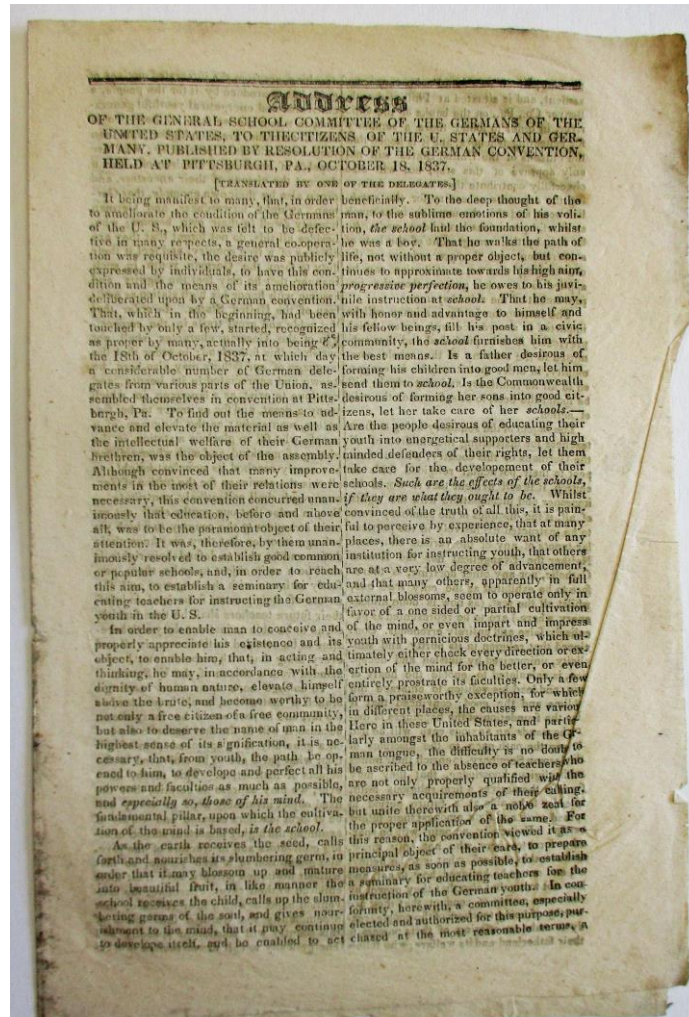 Address
OF THE GENERAL SCHOOL COMMITTEE OF THE GERMANS OF THE
UNITED STATES, TO THECITIZENS OF THE U. STATES AND GER-
MANY, PUBLISHED BY RESOLUTION OF THE GERMAN CONVENTION,
HELD AT PITTSBURGH, PA., OCTOBER 18, 1837.
[TRANSLATED BY ONE OF THE DELEGATES.]
It being manifest to many, that, in order
to ameliorate the condition of the Germans
of the U. S., which was felt to be defec-
tive in many respects, a general co-opera-
tion was requisite, the desire was publicly
expressed by individuals, to have this con-
dition and the means of its amelioration
deliberated upon by a German convention.
That, which in the beginning, had been
touched by only a few, started, recognized
as proper by many, actually into being
the 18th of October, 1837, at which day
a considerable number of German dele-
gates from various parts of the Union, as-
sembled themselves in convention at Pitts-
burgh, Pa. To find out the means to ad-
vance and elevate the material as well as
the intellectual welfare of their German
brethren, was the object of the assembly.
Although convinced that many improve-
ments in the most of their relations were
necessary, this convention concurred unan-
imously that education, before and above
all, was to be the paramount object of their
attention. It was, therefore, by them unan-
imously resolved to establish good common
or popular schools, and, in order to reach
this aim, to establish a seminary for edu-
cating teachers for instructing the German
youth in the U. S.
In order to enable man to conceive and
properly appreciate his existence and its
object, to enable him, that, in acting and
thinking, he may, in accordance with the
dignity of human nature, elevate himself
above the brute, and become worthy to be
not only a free citizen of a free community,
but also to deserve the name of man in the
highest sense of its signification, it is ne-
cessary, that, from youth, the path be op-
ened to him, to develope and perfect all his
powers and faculties as much as possible,
and especially so, those of his mind. The
fundamental pillar, upon which the cultiva-
tion of the mind is based, is the school.
As the earth receives the seed, calls
forth and nourishes its slumbering germ, in
order that it may blossom up and mature
into beautiful fruit, in like manner the
school receives the child, calls up the slum-
bering germs of the soul, and gives nour-
ishment to the mind, that it may continue
to develope itself, and be enabled to act
beneficially. To the deep thought of the
man, to the sublime emotions of his voli-
tion, the school laid the foundation, whilst
he was a boy. That he walks the path of
life, not without a proper object, but con-
tinues to approximate towards his high aim,
progressive perfection, he owes to his juvi-
nile instruction at school. That he may,
with honor and advantage to himself and
his fellow beings, fill his post in a civic
community, the school furnishes him with
the best means. Is a father desirous of
forming his children into good men, let him
send them to school. Is the Commonwealth
desirous of forming her sons into good cit-
izens, let her take care of her schools.—
Are the people desirous of educating their
youth into energetical supporters and high
minded defenders of their rights, let them
take care for the developement of their
schools. Such are the effects of the schools,
if they are what they ought to be. Whilst
convinced of the truth of all this, it is pain-
ful to perceive by experience, that at many
places, there is an absolute want of any
institution for instructing youth, that others
are at a very low degree of advancement,
and that many others, apparently in full
external blossoms, seem to operate only in
favor of a one sided or partial cultivation
of the mind, or even impart and impress
youth with pernicious doctrines, which ul-
timately either check every direction or ex-
ertion of the mind for the better, or even
entirely prostrate its faculties. Only a few
form a praiseworthy exception, for which
in different places, the causes are variou
Here in these United States, and partic
larly amongst the inhabitants of the
man tongue, the difficulty is no doubt to
be ascribed to the absence of teachers who
are not only properly qualified with the
necessary acquirements of their calling,
but unite therewith also a noble zeal for
the proper application of the same. For
this reason, the convention viewed it as a
principal object of their care, to prepare
measures, as soon as possible, to establish
a seminary for educating teachers for the
instruction of the German youth. In con-
formity, herewith, a committee, especially
elected and authorized for this purpose, pur-
chased at the most reasonable terms, a